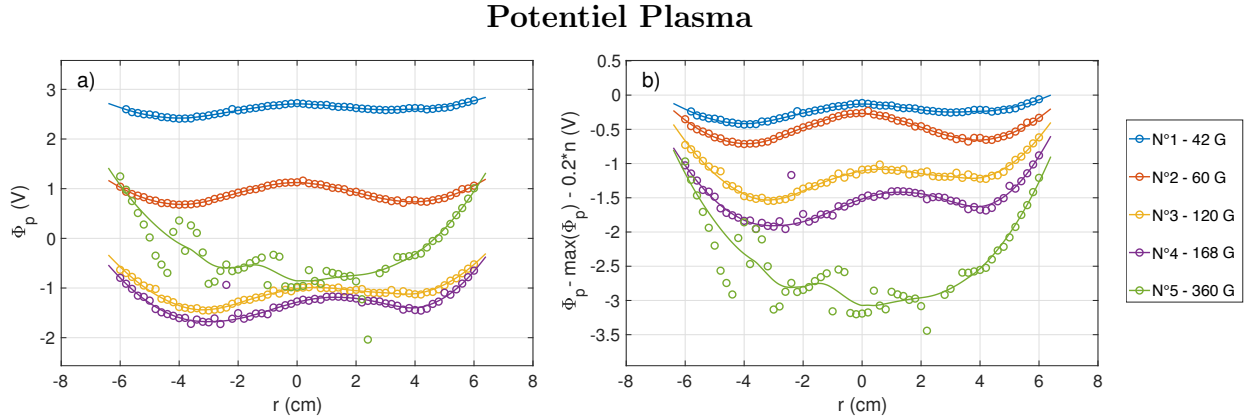 Potentiel Plasma
a)
Φp (V)
3
2
1
0
-1
-2
-8 -6 -4 -2 0 2 4 6 8
r (cm)
b)
Φp - max(Φp) - 0.2*n (V)
0.5
0
-0.5
-1
-1.5
-2
-2.5
-3
-3.5
-8 -6 -4 -2 0 2 4 6 8
r (cm)
N°1 - 42 G
N°2 - 60 G
N°3 - 120 G
N°4 - 168 G
N°5 - 360 G